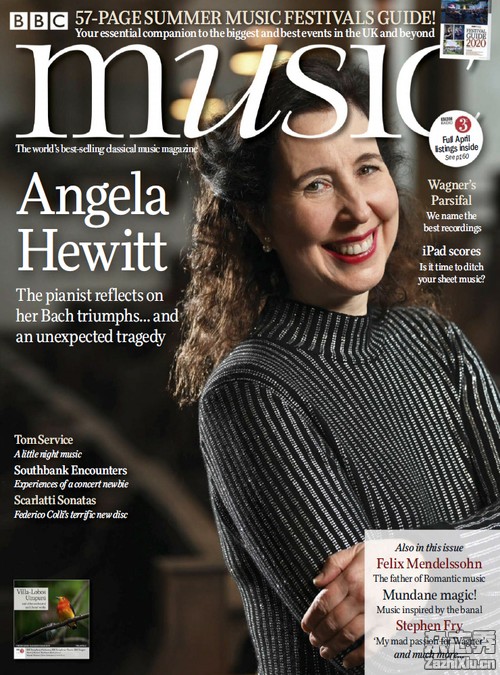 BBC
57-PAGE SUMMER MUSIC FESTIVALS GUIDE!
Your essential companion to the biggest and best events in the UK and beyond
FESTIVAL
GUIDE
2020
music
The world's best-selling classical music magazine
3
Full April
listings inside
See p160
Angela
Hewitt
The pianist reflects on
her Bach triumphs... and
an unexpected tragedy
Wagner's
Parsifal
We name the
best recordings
iPad scores
Is it time to ditch
your sheet music?
Tom Service
A little night music
Southbank Encounters
Experiences of a concert newbie
Scarlatti Sonatas
Federico Colli's terrific new disc
Villa-Lobos
Uirapurú
Also in this issue
Felix Mendelssohn
The father of Romantic music
Mundane magic!
Music inspired by the banal
Stephen Fry
'My mad passion for Wagner'
and much more...
ZazhiXiu.cn